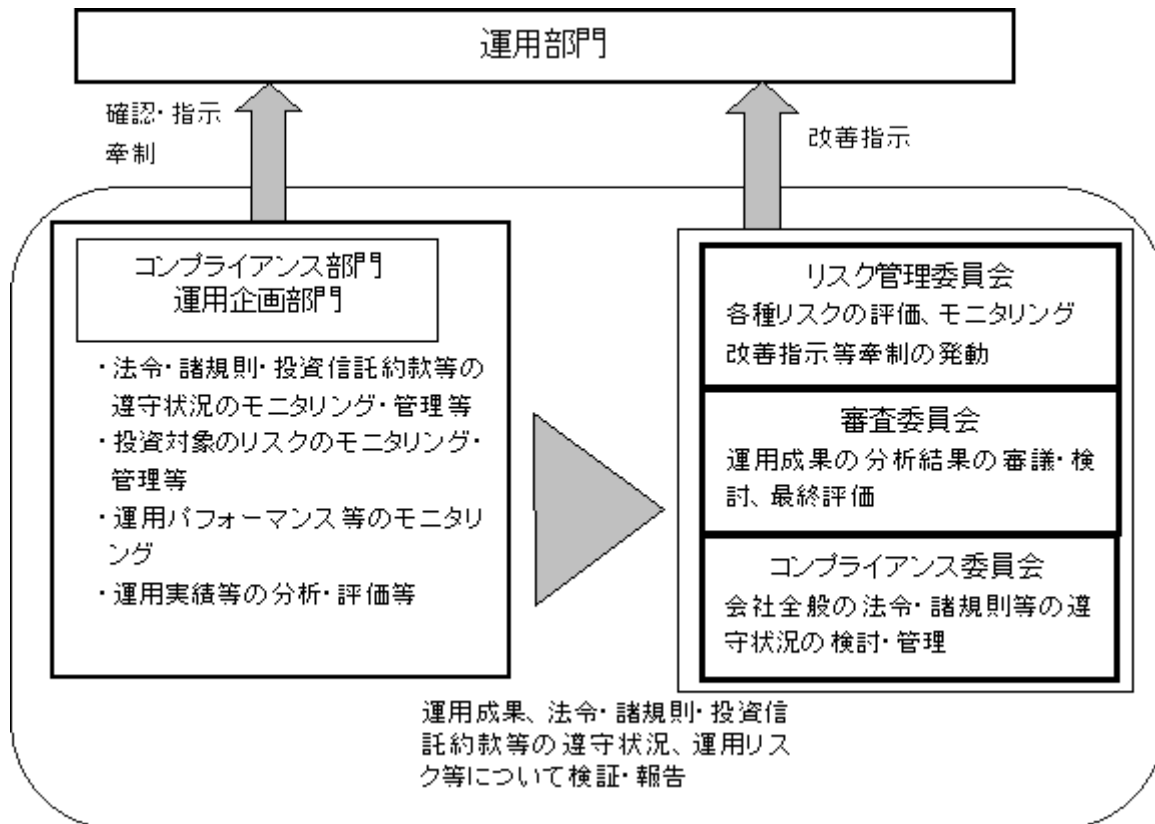 運用部門
確認・指示
牽制
改善指示
コンプライアンス部門
運用企画部門
・法令・諸規則・投資信託約款等の
遵守状況のモニタリング・管理等
・投資対象のリスクのモニタリング・
管理等
・運用パフォーマンス等のモニタリ
ング
・運用実績等の分析・評価等
リスク管理委員会
各種リスクの評価、モニタリング
改善指示等牽制の発動
審査委員会
運用成果の分析結果の審議・検
討、最終評価
コンプライアンス委員会
会社全般の法令・諸規則等の遵
守状況の検討・管理
運用成果、法令・諸規則・投資信
託約款等の遵守状況、運用リス
ク等について検証・報告